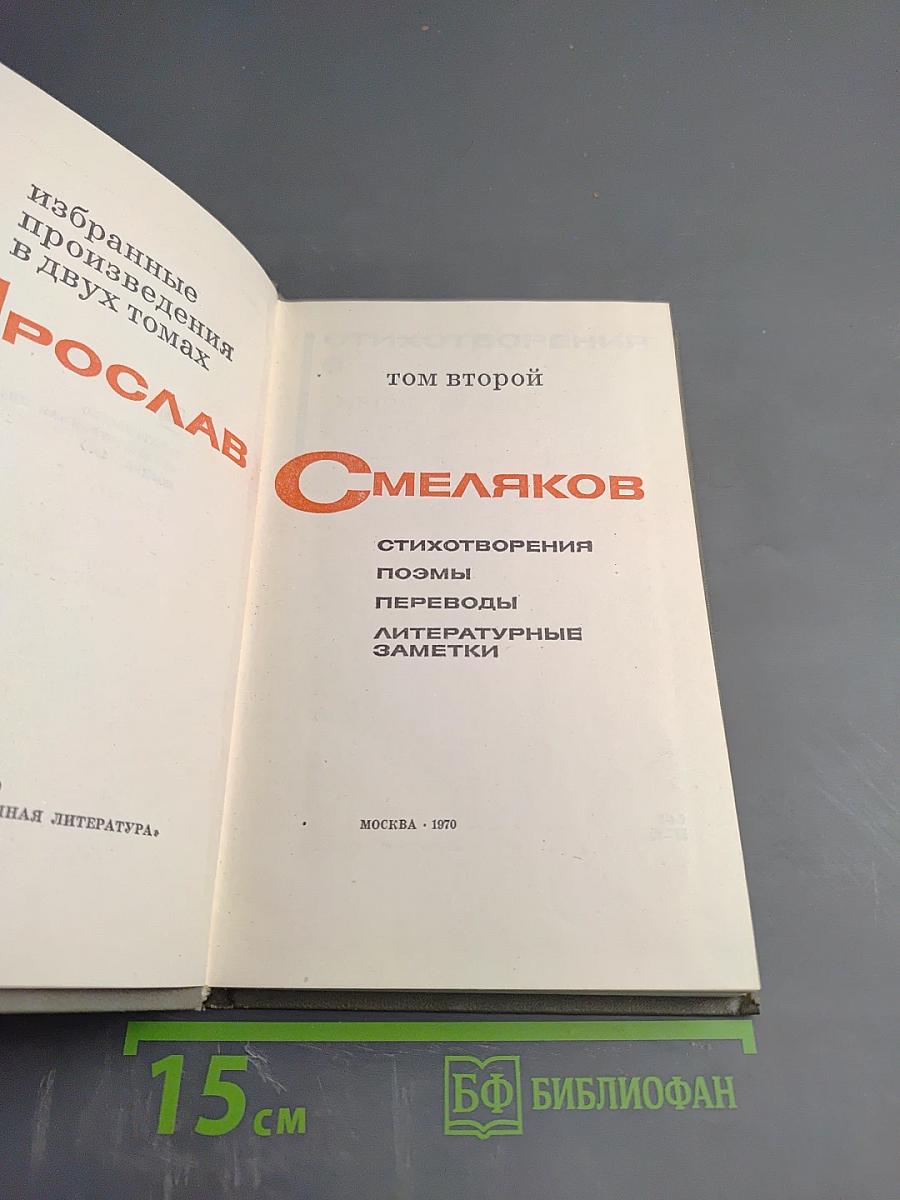 избранные
произведения
в двух томах
Ярослав
ная литература»
том второй
Смеляков
стихотворения
поэмы
переводы
литературные
заметки
Москва · 1970
15 см
БФ БИБЛИОФАН